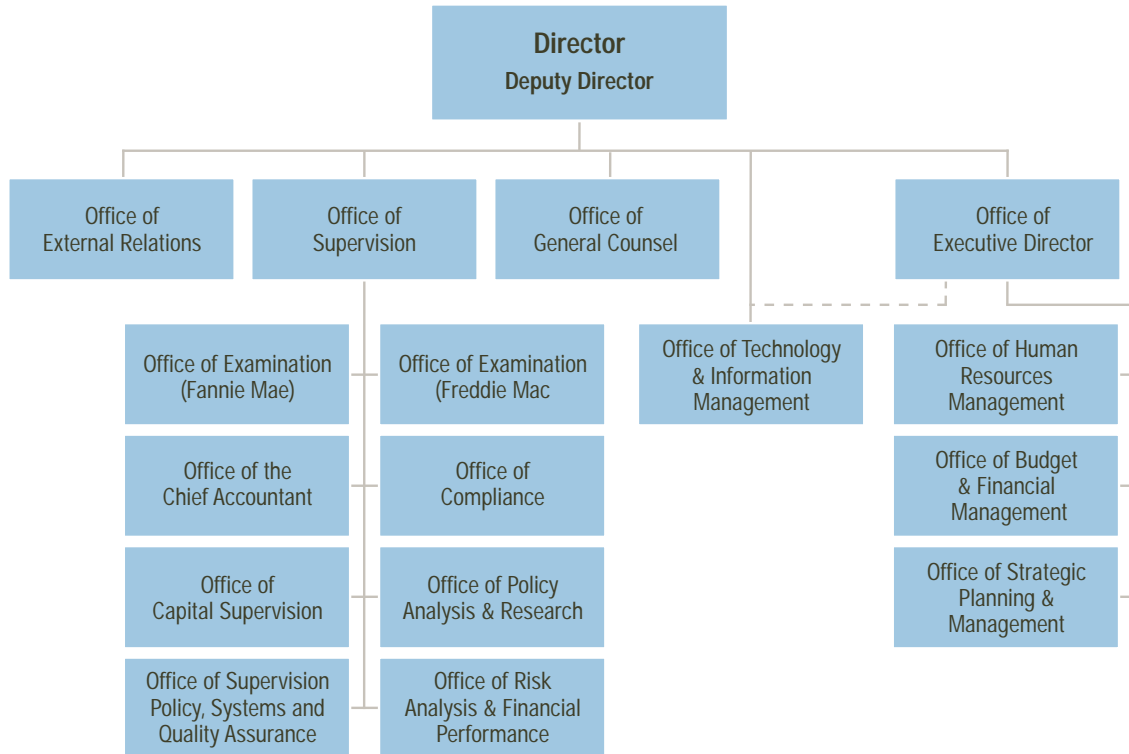 Director
Deputy Director
Office of
External Relations
Office of
Supervision
Office of
General Counsel
Office of
Executive Director
Office of Examination
(Fannie Mae)
Office of Examination
(Freddie Mac
Office of Technology
& Information
Management
Office of Human
Resources
Management
Office of the
Chief Accountant
Office of
Compliance
Office of Budget
& Financial
Management
Office of
Capital Supervision
Office of Policy
Analysis & Research
Office of Strategic
Planning &
Management
Office of Supervision
Policy, Systems and
Quality Assurance
Office of Risk
Analysis & Financial
Performance